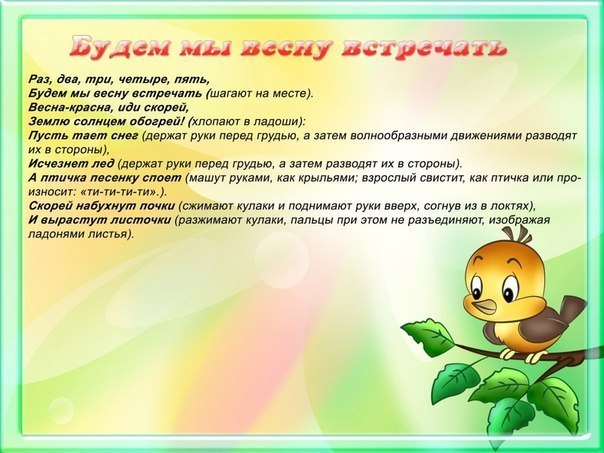 Будем мы весну встречать
Раз, два, три, четыре, пять,
Будем мы весну встречать (шагают на месте).
Весна-красна, иди скорей,
Землю солнцем обогрей! (хлопают в ладоши):
Пусть тает снег (держат руки перед грудью, а затем волнообразными движениями разводят
их в стороны),
Исчезнет лед (держат руки перед грудью, а затем разводят их в стороны).
А птичка песенку споет (машут руками, как крыльями; взрослый свистит, как птичка или про-
износит: «ти-ти-ти-ти».).
Скорей набухнут почки (сжимают кулаки и поднимают руки вверх, согнув из в локтях),
И вырастут листочки (разжимают кулаки, пальцы при этом не разъединяют, изображая
ладонями листья).